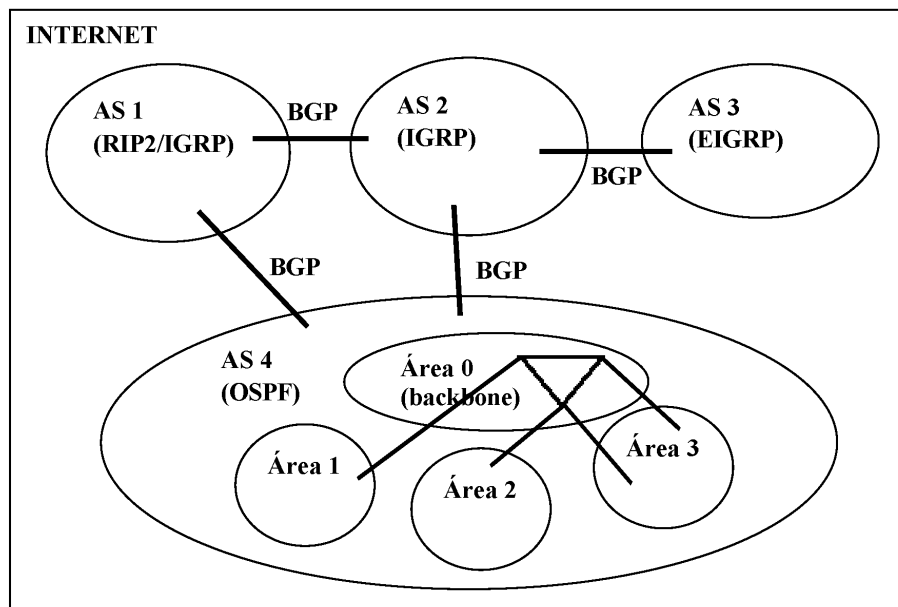 INTERNET
AS 1
(RIP2/IGRP)
BGP
AS 2
(IGRP)
AS 3
(EIGRP)
BGP
BGP
BGP
AS 4
(OSPF)
Área 0
(backbone)
Área 1
Área 2
Área 3